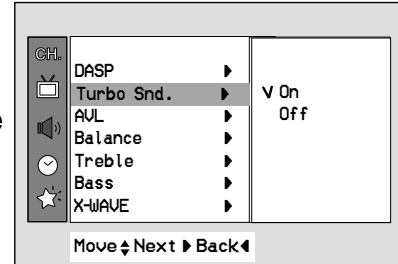 CH.
DASP
Turbo Snd.
AVL
Balance
Treble
Bass
X-WAVE
On
Off
e
Move Next Back